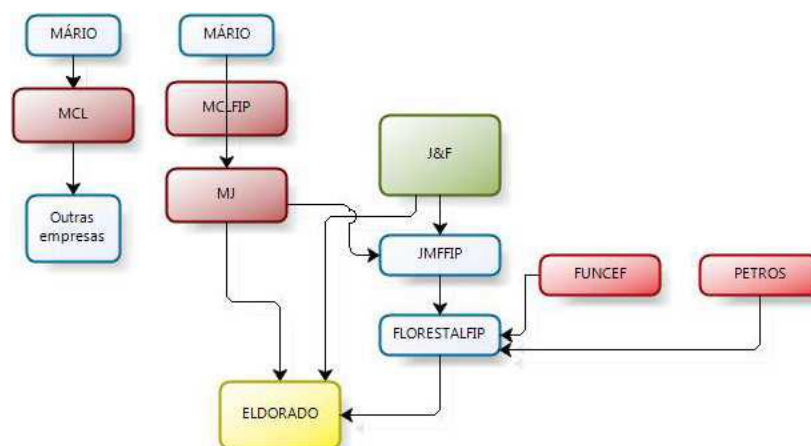 MÁRIO
MÁRIO
MCL
MCLFIP
J&F
MJ
Outras
empresas
JMFFIP
FUNCEF
PETROS
FLORESTALFIP
ELDORADO